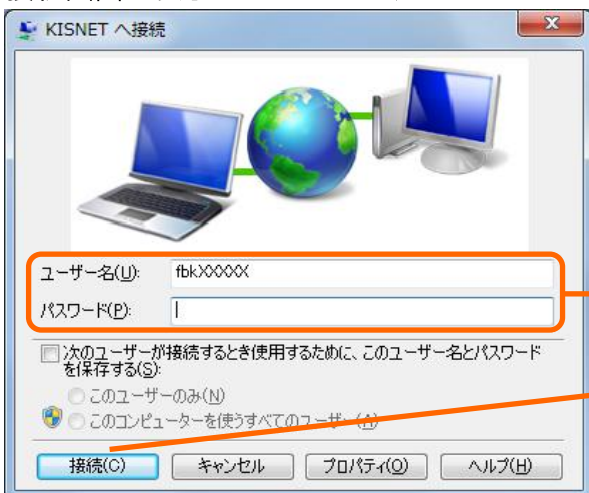 KISNET へ接続
ユーザー名(U): fbkXXXXX
パスワード(P):
次のユーザーが接続するとき使用するために、このユーザー名とパスワード
を保存する(S):
このユーザーのみ(N)
このコンピューターを使うすべてのユーザー(A)
接続(C) キャンセル プロパティ(O) ヘルプ(H)